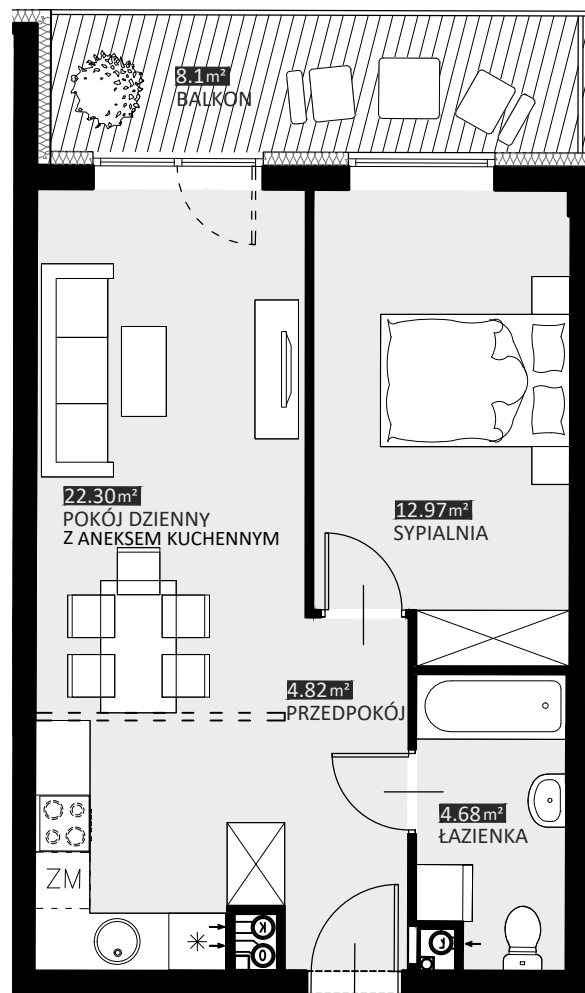 8.1m²
BALKON
22.30m²
POKÓJ DZIENNY
Z ANEKSEM KUCHENNYM
12.97m²
SYPIALNIA
4.82m²
PRZEDPOKÓJ
4.68m²
ŁAZIENKA
ZM
K
O
Ł